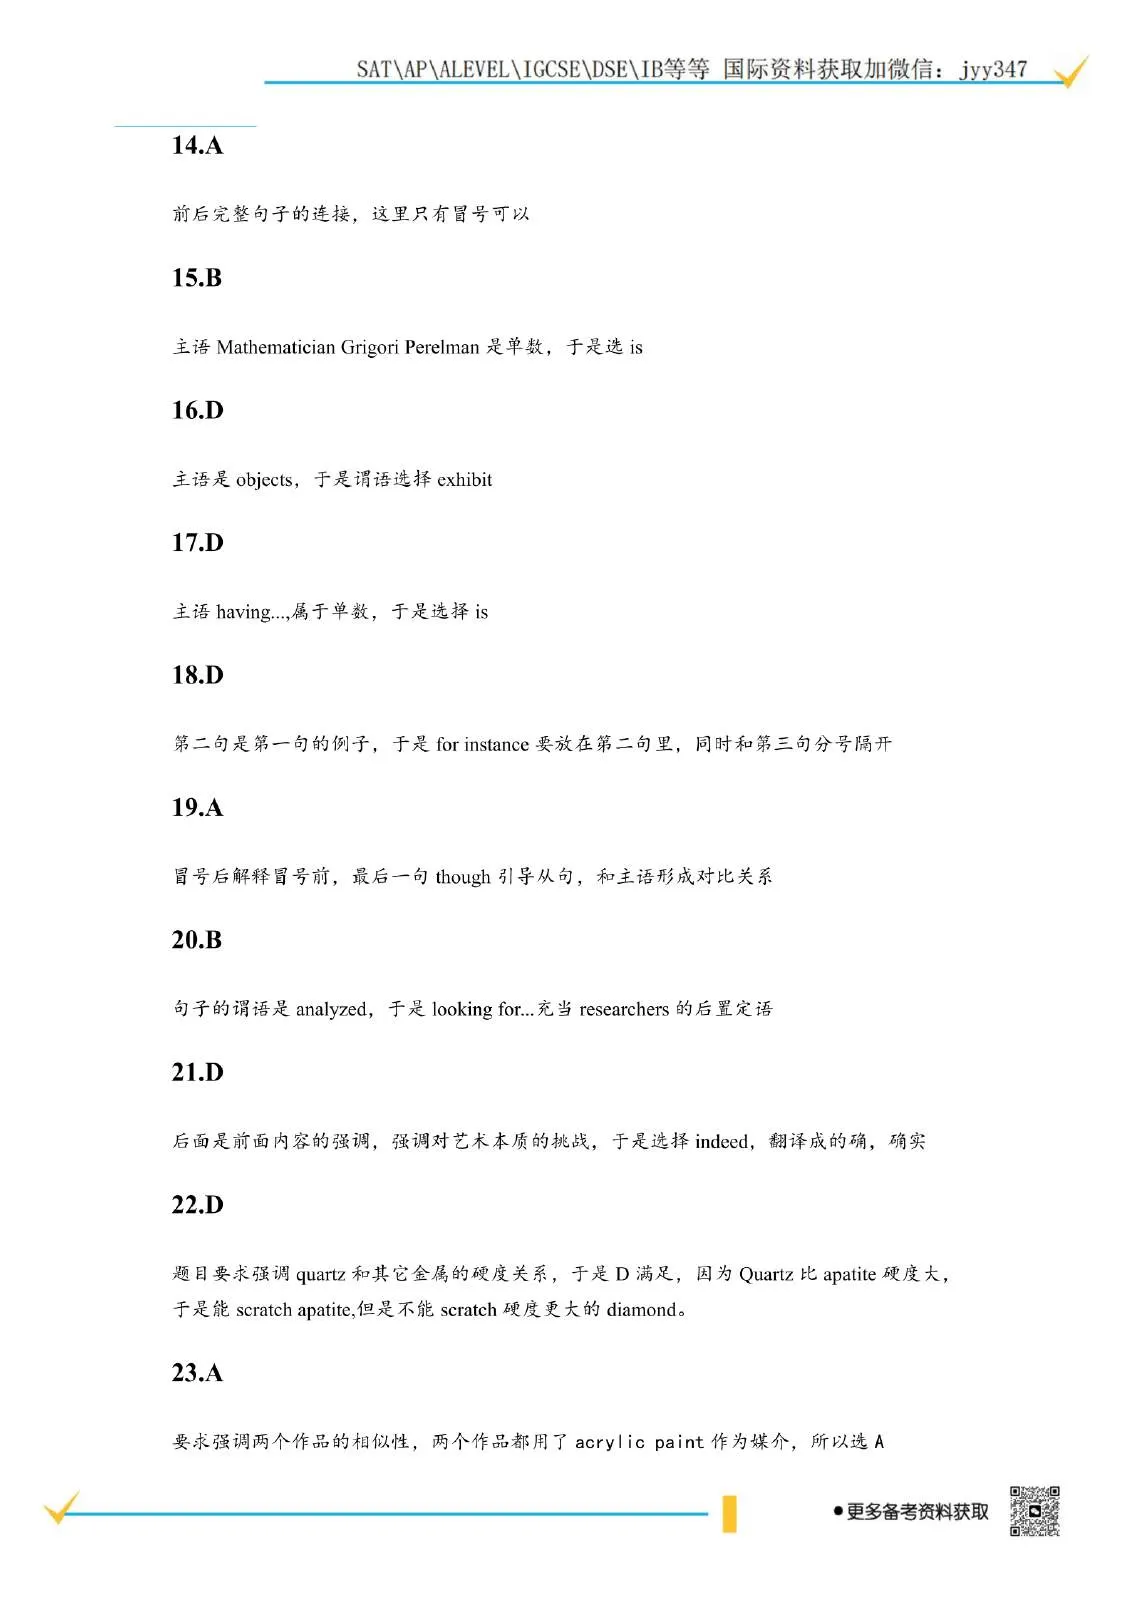 SAT\AP\ALEVEL\IGCSE\DSE\IB等等 国际资料获取加微信：jyy347
14.A
前后完整句子的连接，这里只有冒号可以
15.B
主语 Mathematician Grigori Perelman 是单数，于是选 is
16.D
主语是 objects，于是谓语选择 exhibit
17.D
主语 having...,属于单数，于是选择 is
18.D
第二句是第一句的例子，于是 for instance 要放在第二句里，同时和第三句分号隔开
19.A
冒号后解释冒号前，最后一句 though 引导从句，和主语形成对比关系
20.B
句子的谓语是 analyzed，于是 looking for...充当 researchers 的后置定语
21.D
后面是前面内容的强调，强调对艺术本质的挑战，于是选择 indeed，翻译成的确，确实
22.D
题目要求强调 quartz 和其它金属的硬度关系，于是 D 满足，因为 Quartz 比 apatite 硬度大，
于是能 scratch apatite,但是不能 scratch 硬度更大的 diamond。
23.A
要求强调两个作品的相似性，两个作品都用了 acrylic paint 作为媒介，所以选 A
●更多备考资料获取